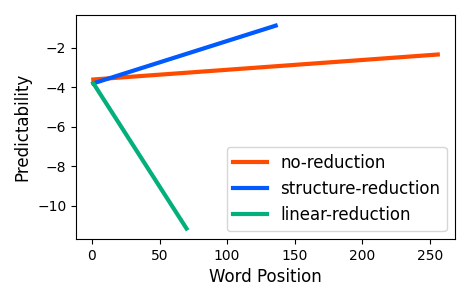 −2
−4
−6
−8
−10
Predictability
no-reduction
structure-reduction
linear-reduction
0 50 100 150 200 250
Word Position